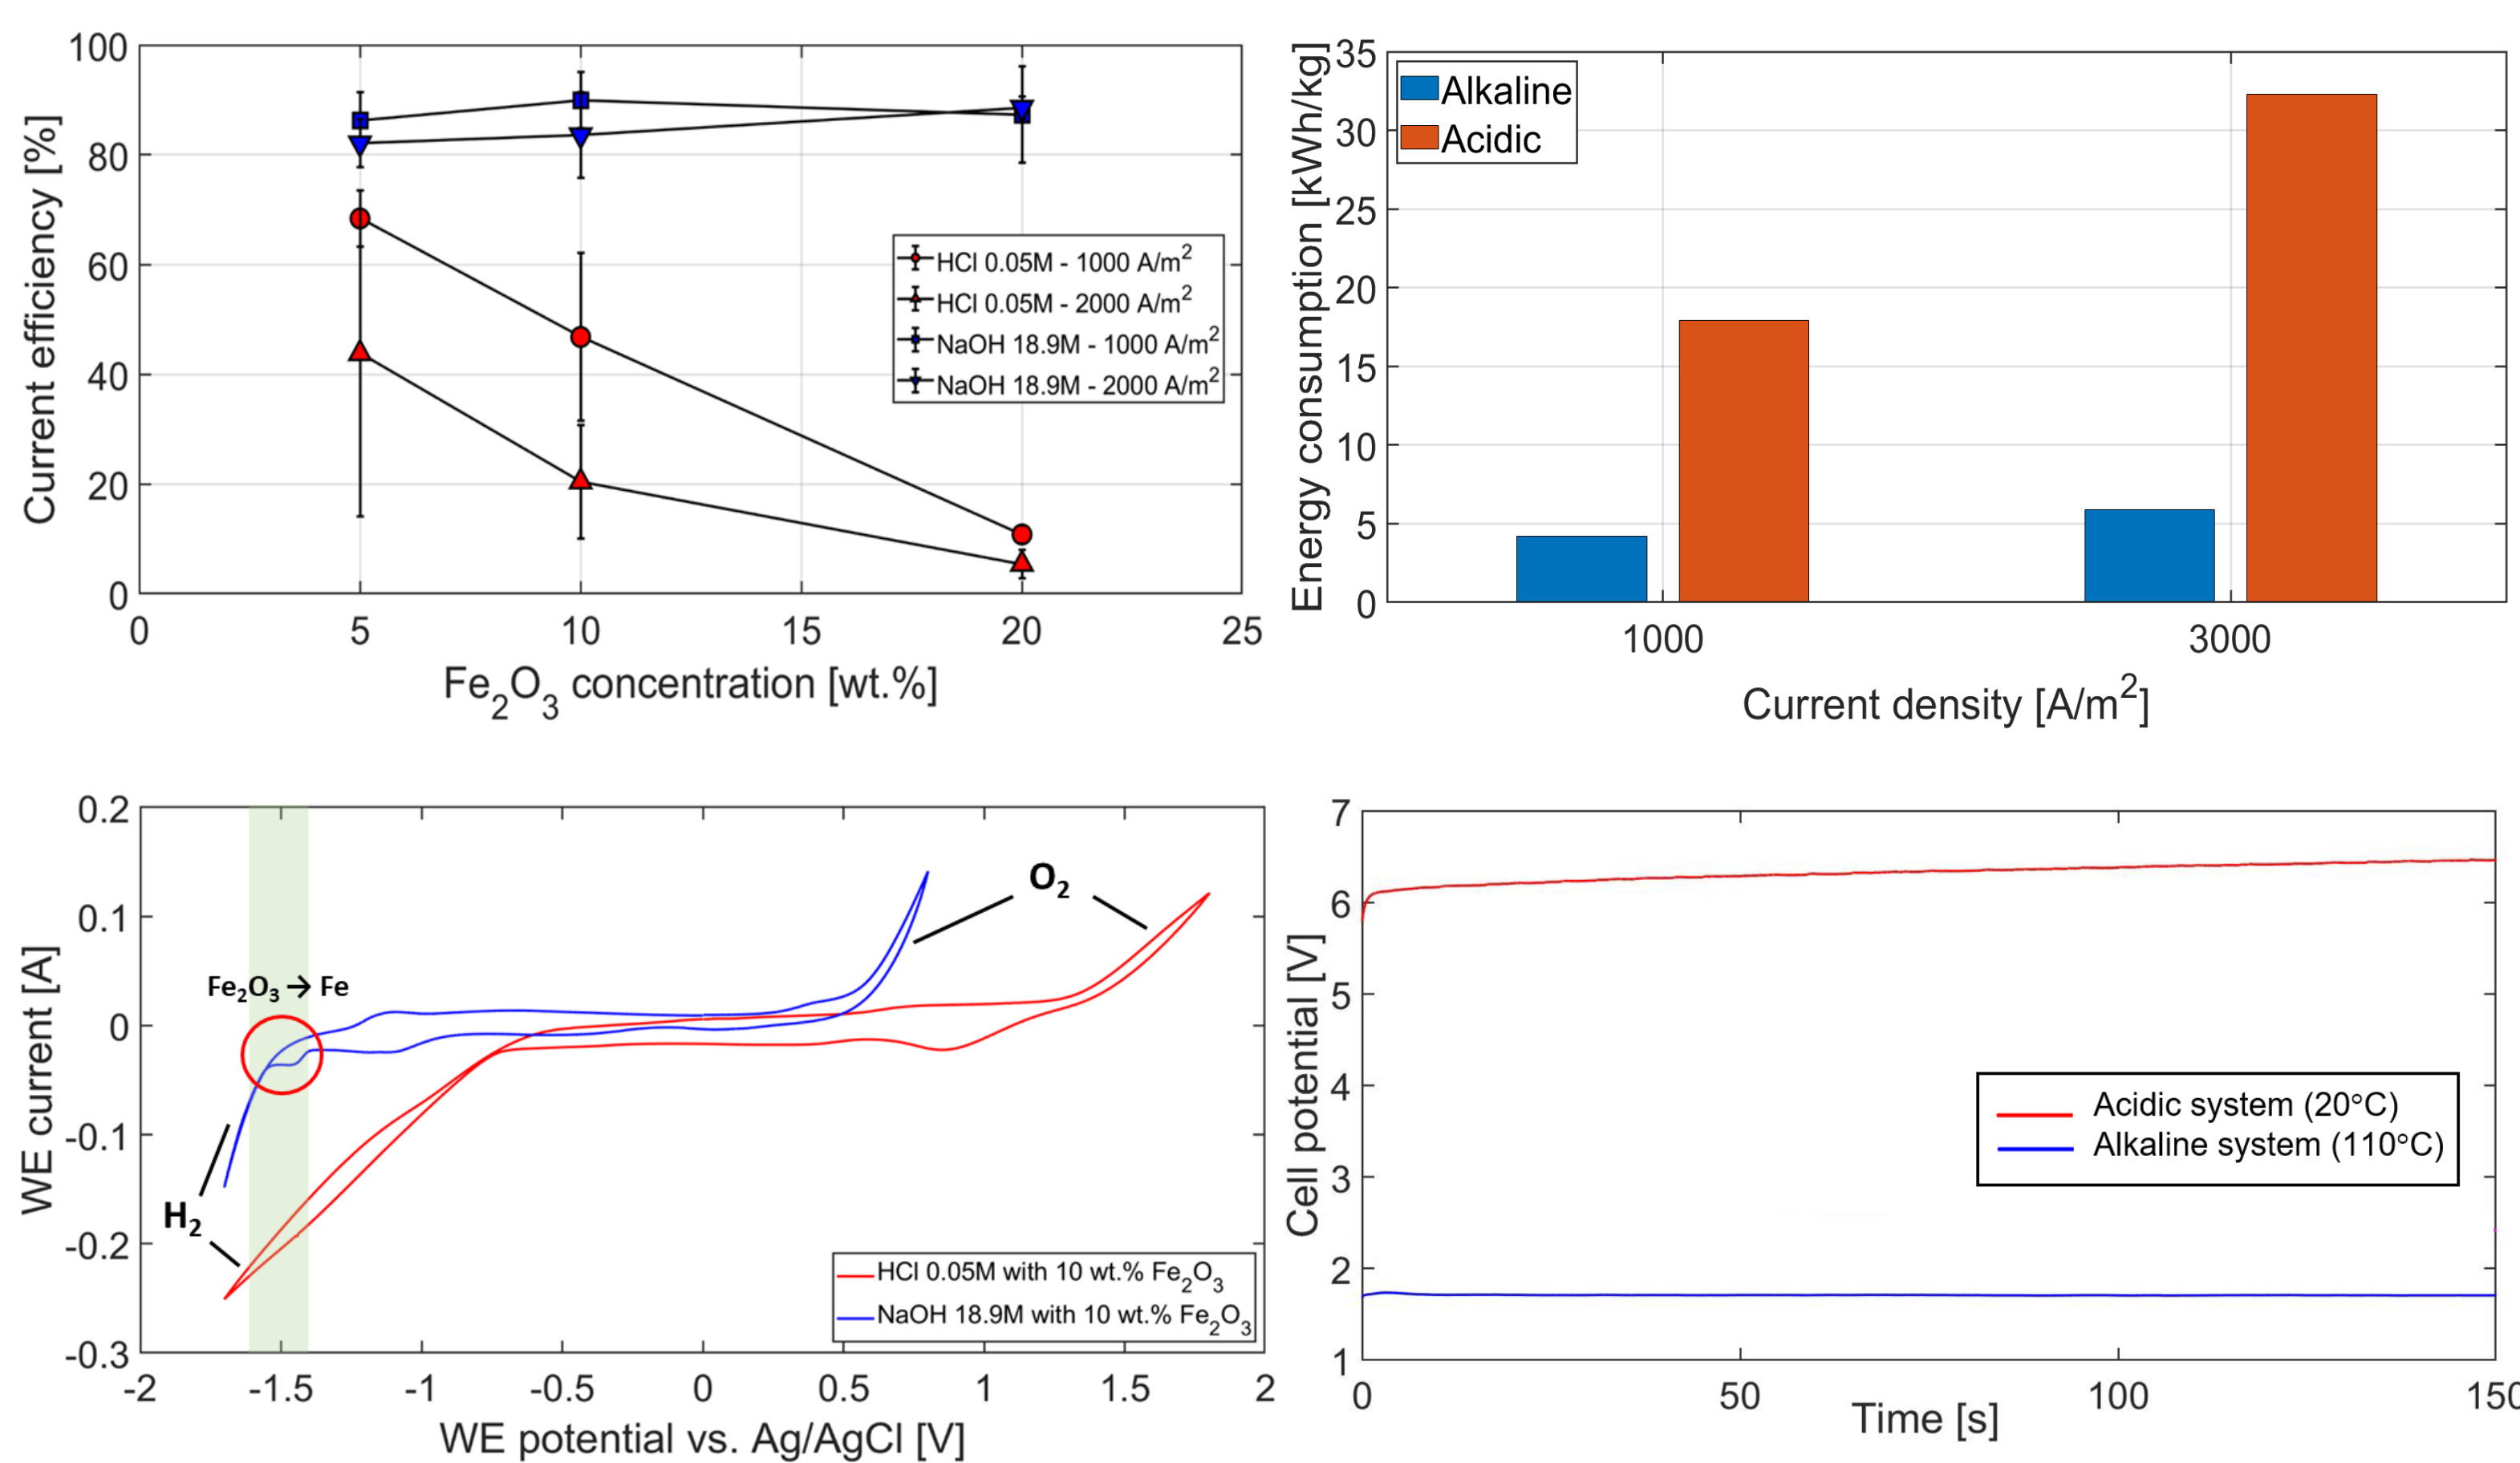 100
80
60
40
20
0
Current efficiency [%]
HCl 0.05M - 1000 A/m²
HCl 0.05M - 2000 A/m²
NaOH 18.9M - 1000 A/m²
NaOH 18.9M - 2000 A/m²
0 5 10 15 20 25
Fe₂O₃ concentration [wt.%]
35
30
25
20
15
10
5
0
Energy consumption [kWh/kg]
Alkaline
Acidic
1000 3000
Current density [A/m²]
0.2
0.1
0
-0.1
-0.2
-0.3
WE current [A]
O₂
Fe₂O₃ → Fe
H₂
HCl 0.05M with 10 wt.% Fe₂O₃
NaOH 18.9M with 10 wt.% Fe₂O₃
-2 -1.5 -1 -0.5 0 0.5 1 1.5 2
WE potential vs. Ag/AgCl [V]
7
6
5
4
3
2
1
Cell potential [V]
Acidic system (20°C)
Alkaline system (110°C)
0 50 100 150
Time [s]